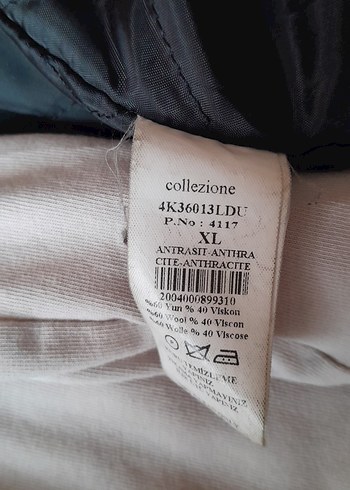 collezione
4K36013LDU
P.No : 4117
XL
ANTRASIT-ANTHRA
CITE-ANTHRACITE
2004000899310
%60 Yun % 40 Viskon
%60 Wool % 40 Viscon
%60 Wolle % 40 Viscose